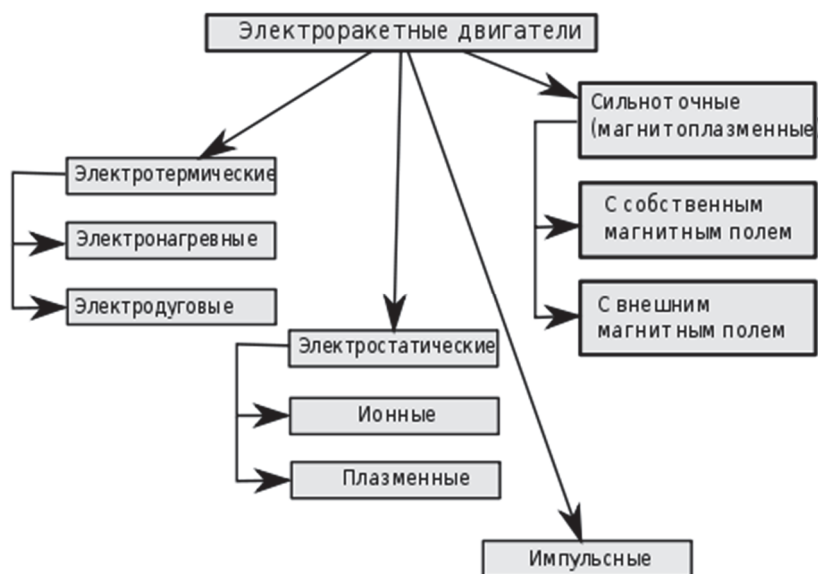 Электроракетные двигатели
Сильноточные
(магнитоплазменные)
Электротермические
С собственным
магнитным полем
Электронагревные
С внешним
магнитным полем
Электродуговые
Электростатические
Ионные
Плазменные
Импульсные